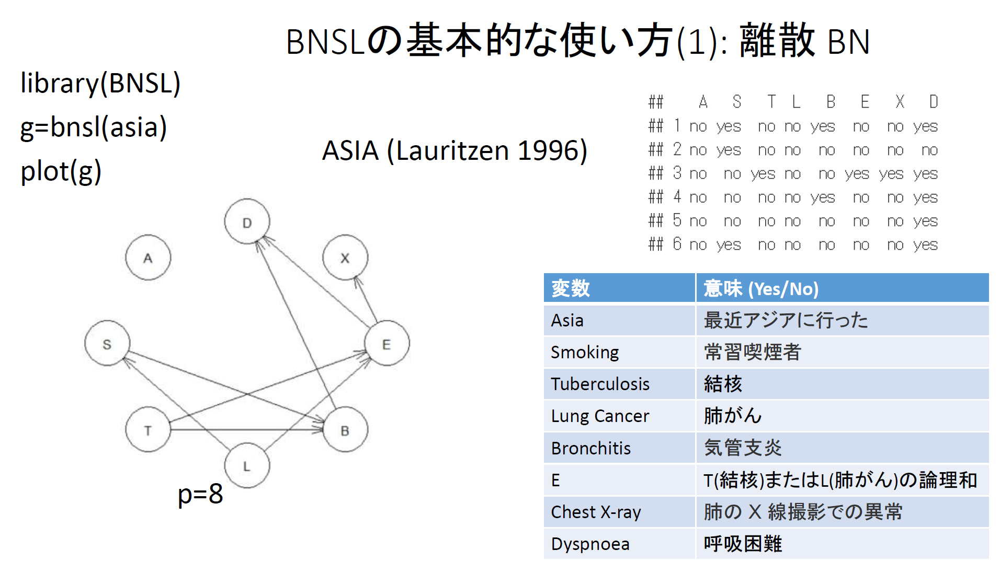 BNSLの基本的な使い方(1): 離散 BN
library(BNSL)
g=bnsl(asia)
plot(g)
ASIA (Lauritzen 1996)
## A S T L B E X D
## 1 no yes no no yes no no yes
## 2 no yes no no no no no no
## 3 no no yes no no yes yes yes
## 4 no no no no yes no no yes
## 5 no no no no no no no yes
## 6 no yes no no no no no yes
D
A
X
S
E
T
B
L
p=8
変数 意味 (Yes/No)
Asia 最近アジアに行った
Smoking 常習喫煙者
Tuberculosis 結核
Lung Cancer 肺がん
Bronchitis 気管支炎
E T(結核)またはL(肺がん)の論理和
Chest X-ray 肺の X 線撮影での異常
Dyspnoea 呼吸困難